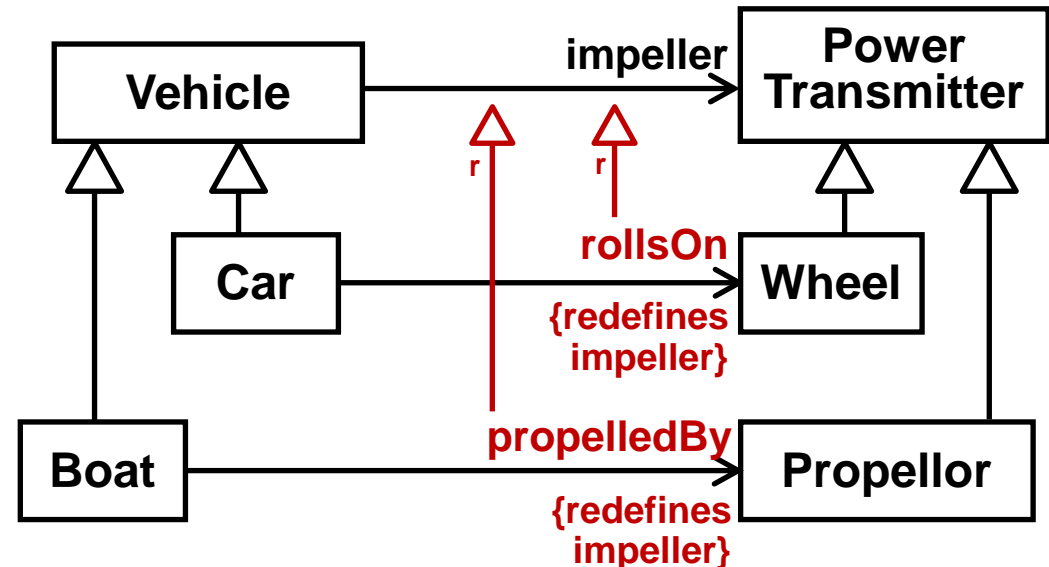 Vehicle
impeller
Power
Transmitter
r
r
Car
rollsOn
{redefines
impeller}
Wheel
Boat
propelledBy
{redefines
impeller}
Propellor